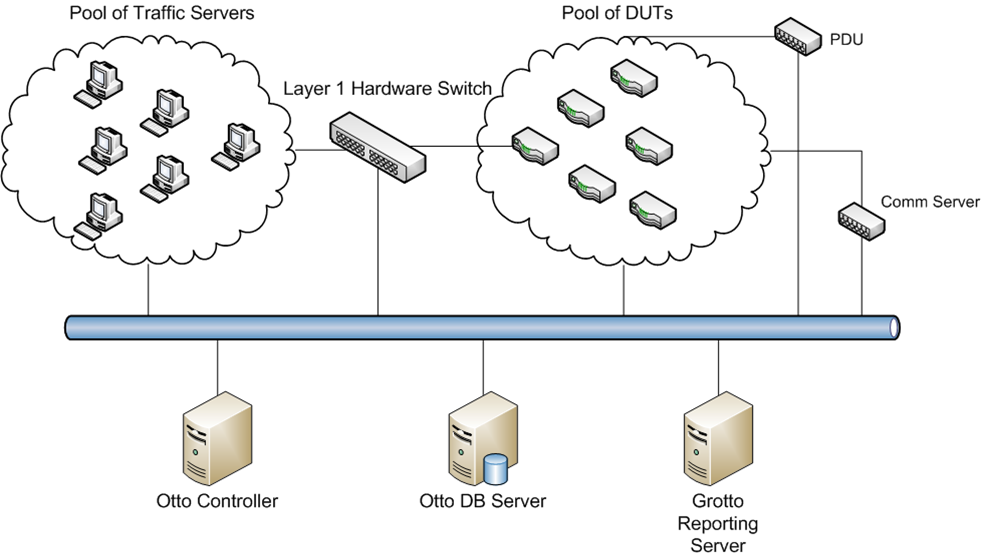 Pool of Traffic Servers
Pool of DUTs
PDU
Layer 1 Hardware Switch
Comm Server
Otto Controller
Otto DB Server
Grotto
Reporting
Server